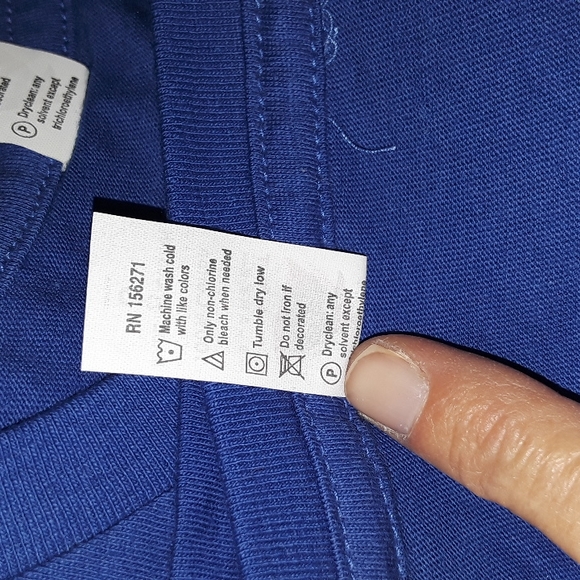 RN 156271
Machine wash cold
with like colors
Only non-chlorine
bleach when needed
Tumble dry low
Do not Iron if
decorated
P
Dryclean: any
solvent except
trichloroethylene
P
Dryclean: any
solvent except
trichloroethylene